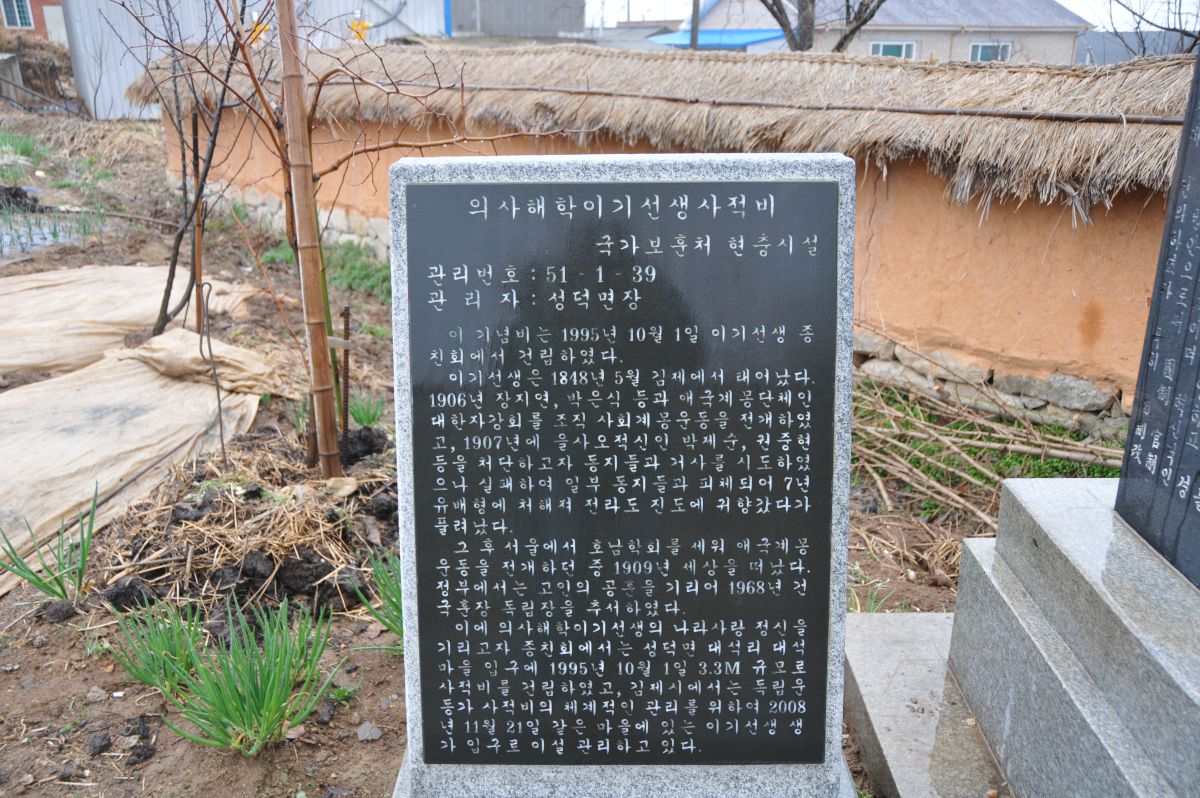 의사해학이기선생사적비
국가보훈처 현충시설
관리번호 : 51 - 1 - 39
관 리 자 : 성덕면장
이 기념비는 1995년 10월 1일 이기선생 종
친회에서 건립하였다.
이기선생은 1848년 5월 김제에서 태어났다.
1906년 장지연, 박은식 등과 애국계몽단체인
대한자강회를 조직 사회계몽운동을 전개하였
고, 1907년에 을사오적신인 박제순, 권중현
등을 처단하고자 동지들과 거사를 시도하였
으나 실패하여 일부 동지들과 피체되어 7년
유배형에 처해져 전라도 진도에 귀향갔다가
풀려났다.
그 후 서울에서 호남학회를 세워 애국계몽
운동을 전개하던 중 1909년 세상을 떠났다.
정부에서는 고인의 공훈을 기리어 1968년 건
국훈장 독립장을 추서하였다.
이에 의사해학이기선생의 나라사랑 정신을
기리고자 종친회에서는 성덕면 대석리 대석
마을 입구에 1995년 10월 1일 3.3M 규모로
사적비를 건립하였고, 김제시에서는 독립운
동가 사적비의 체계적인 관리를 위하여 2008
년 11월 21일 같은 마을에 있는 이기선생 생
가 입구로 이설 관리하고 있다.